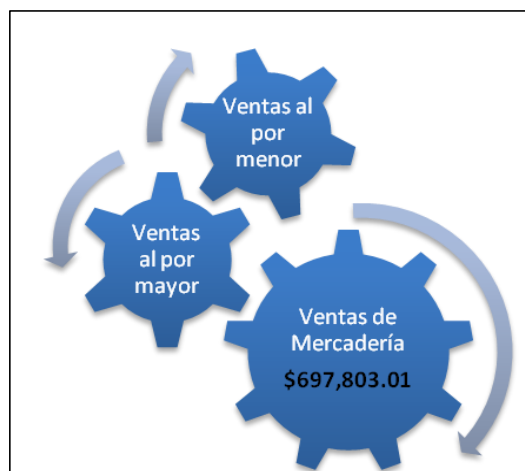 Ventas al
por
menor
Ventas
al por
mayor
Ventas de
Mercadería
$697,803.01